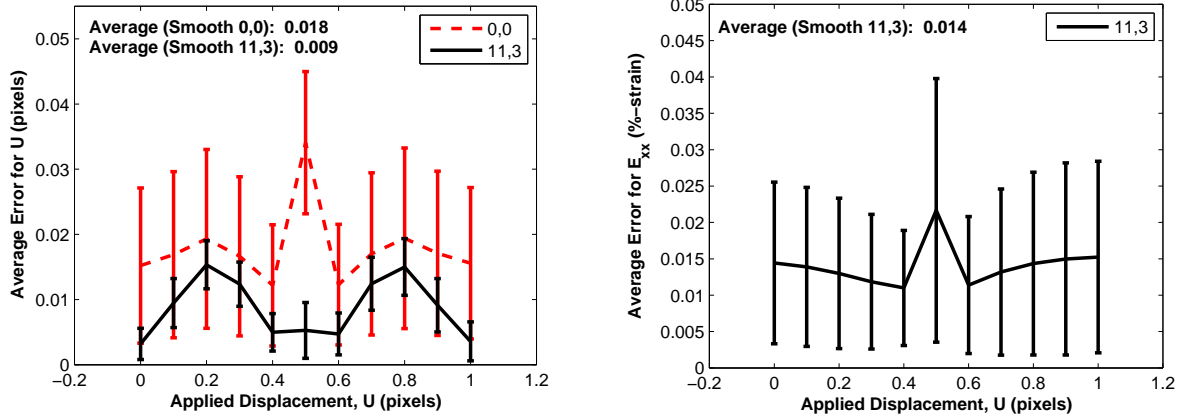 Average (Smooth 0,0): 0.018
Average (Smooth 11,3): 0.009
0,0
11,3
0.05
0.04
0.03
0.02
0.01
0
Average Error for U (pixels)
−0.2 0 0.2 0.4 0.6 0.8 1 1.2
Applied Displacement, U (pixels)
Average (Smooth 11,3): 0.014
11,3
0.05
0.045
0.04
0.035
0.03
0.025
0.02
0.015
0.01
0.005
0
Average Error for Exx (%−strain)
−0.2 0 0.2 0.4 0.6 0.8 1 1.2
Applied Displacement, U (pixels)